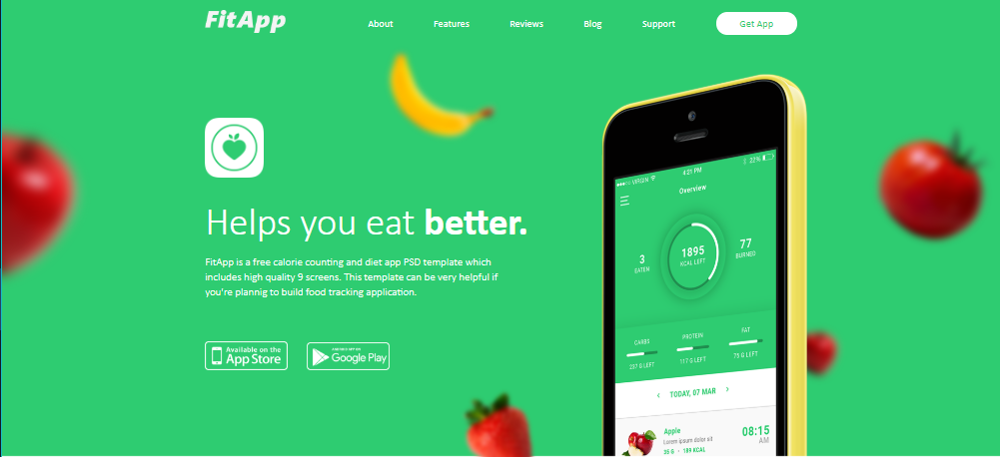 FitApp
About
Features
Reviews
Blog
Support
Get App
Helps you eat better.
FitApp is a free calorie counting and diet app PSD template which
includes high quality 9 screens. This template can be very helpful if
you're plannig to build food tracking application.
Available on the
App Store
ANDROID APP ON
Google Play
VIRGIN
4:21 PM
22%
Overview
3
EATEN
1895
KCAL LEFT
77
BURNED
CARBS
PROTEIN
FAT
237 G LEFT
117 G LEFT
75 G LEFT
< TODAY, 07 MAR >
Apple
Lorem ipsum dolor sit
35 G • 189 KCAL
08:15
AM